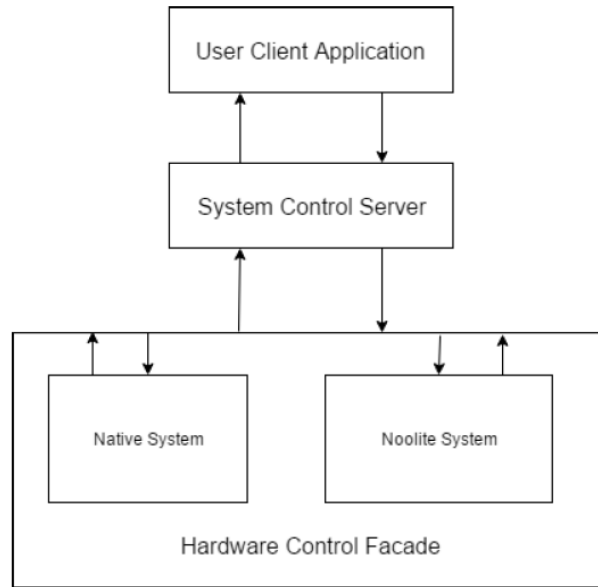 User Client Application
System Control Server
Native System
Noolite System
Hardware Control Facade